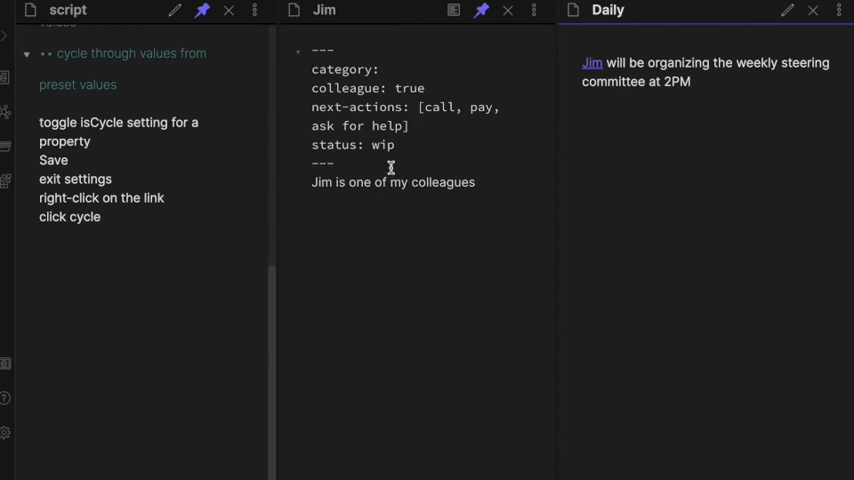 script
values
•• cycle through values from
preset values
toggle isCycle setting for a
property
Save
exit settings
right-click on the link
click cycle
Jim
---
category:
colleague: true
next-actions: [call, pay,
ask for help]
status: wip
---
Jim is one of my colleagues
Daily
Jim will be organizing the weekly steering
committee at 2PM